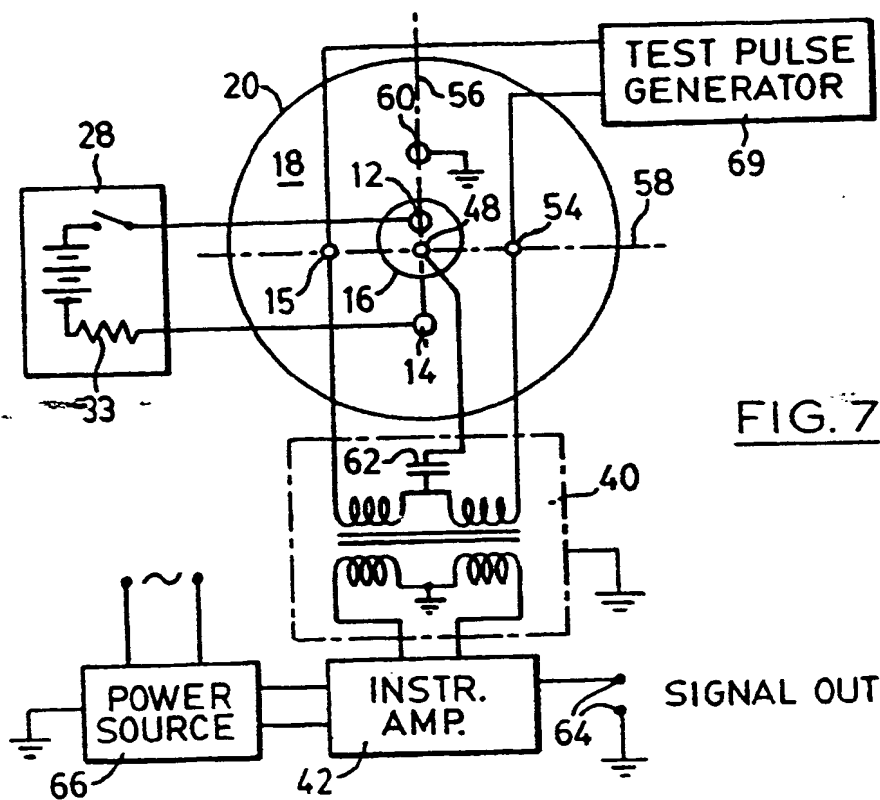 TEST PULSE
GENERATOR
69
20
60
56
28
18
12
48
54
58
15
16
14
33
FIG. 7
62
40
POWER
SOURCE
66
INSTR.
AMP.
42
64
SIGNAL OUT